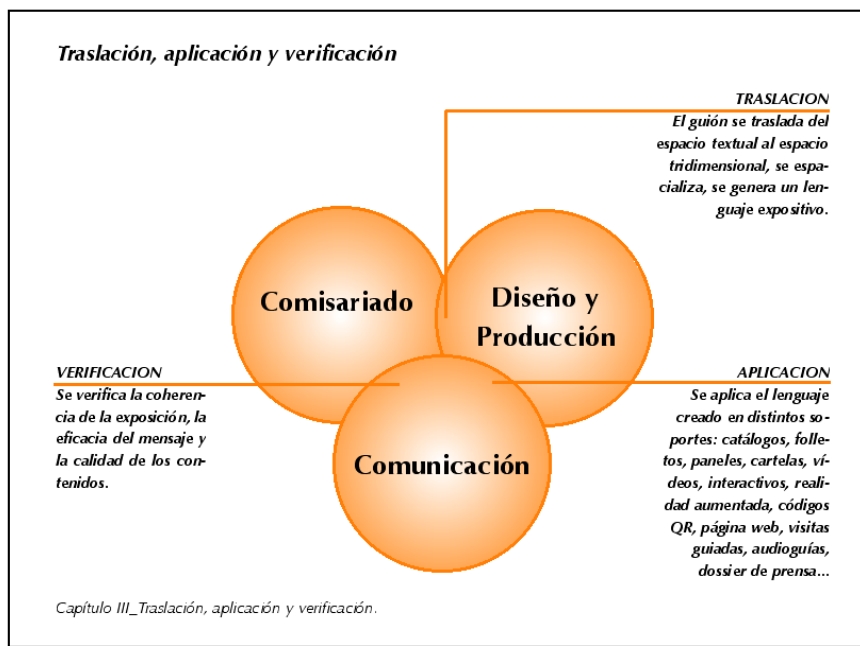 Traslación, aplicación y verificación
TRASLACION
El guión se traslada del
espacio textual al espacio
tridimensional, se espa-
cializa, se genera un len-
guaje expositivo.
Comisariado
Diseño y
Producción
VERIFICACION
Se verifica la coheren-
cia de la exposición, la
eficacia del mensaje y
la calidad de los con-
tenidos.
APLICACION
Se aplica el lenguaje
creado en distintos so-
portes: catálogos, folle-
tos, paneles, cartelas, ví-
deos, interactivos, reali-
dad aumentada, códigos
QR, página web, visitas
guiadas, audioguías,
dossier de prensa...
Comunicación
Capítulo III_Traslación, aplicación y verificación.